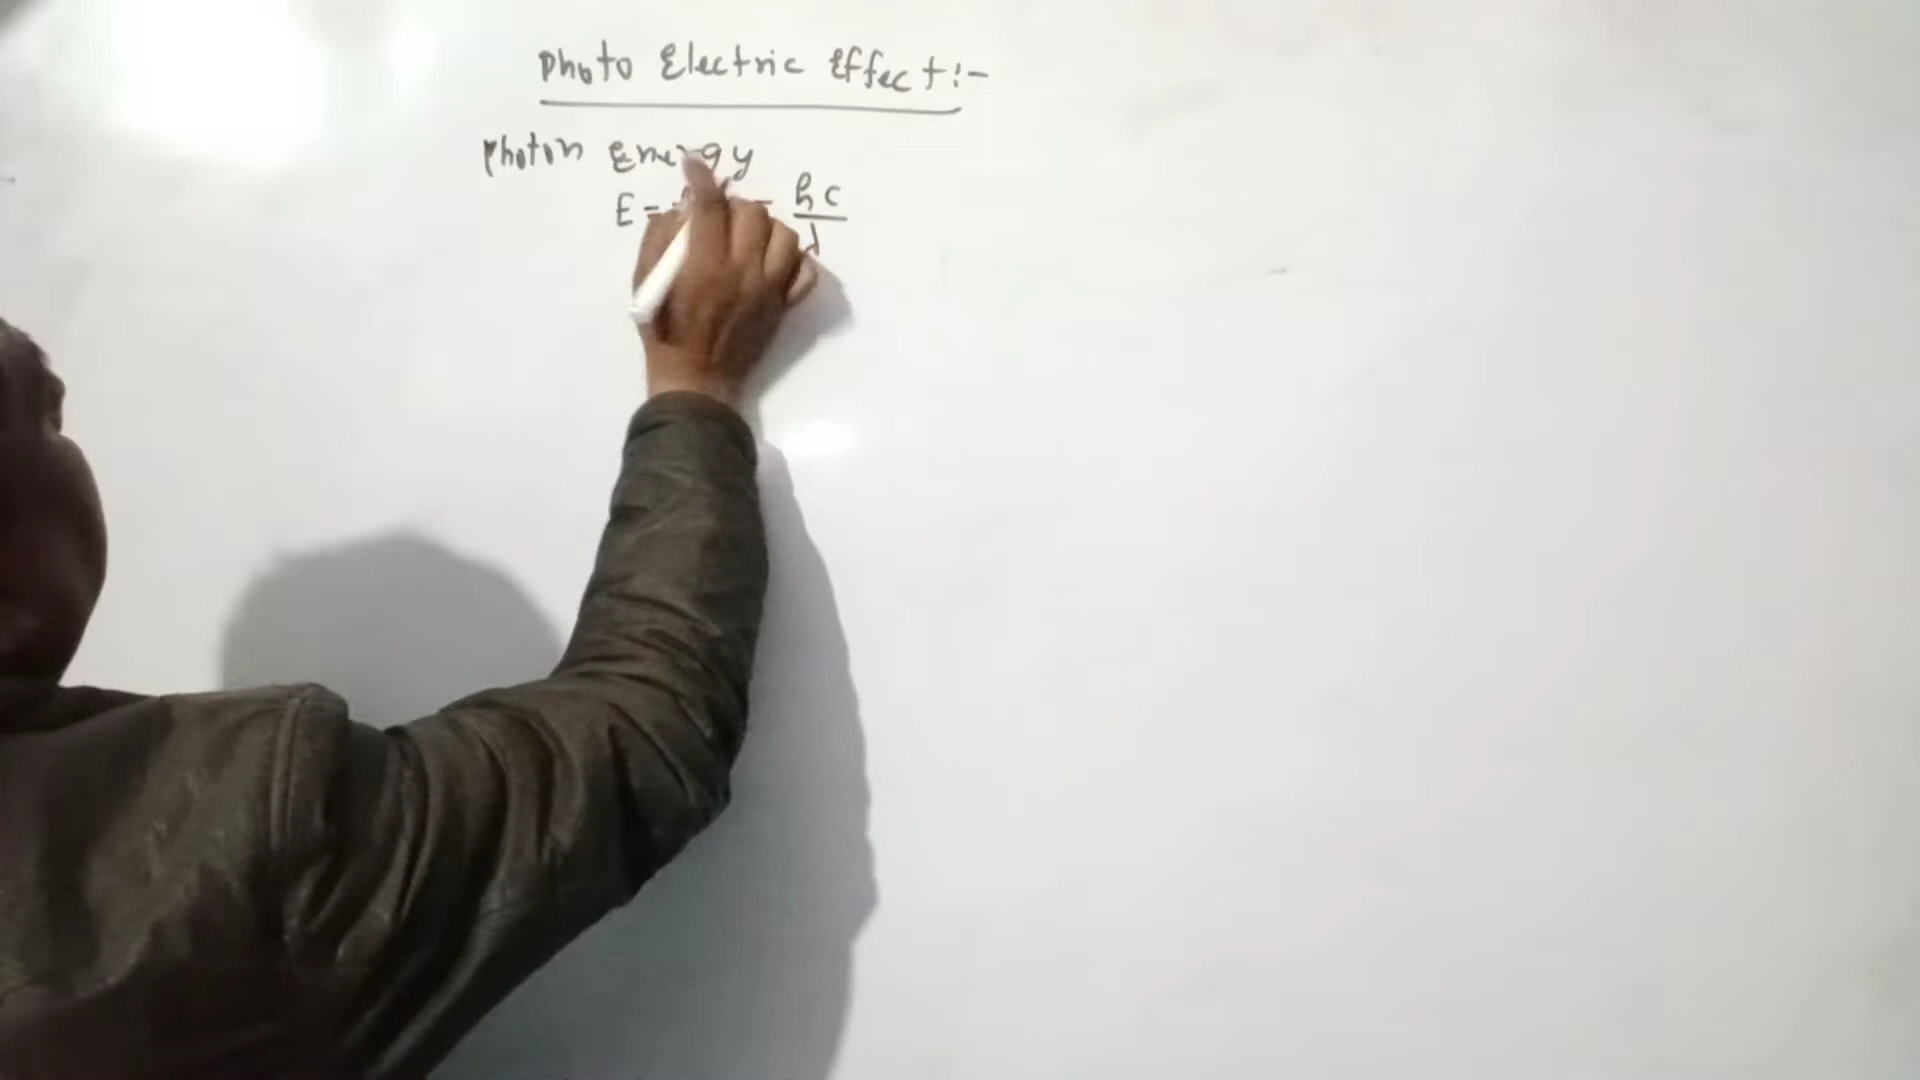 Photo Electric Effect:-
Photon Energy
E = = hc/λ